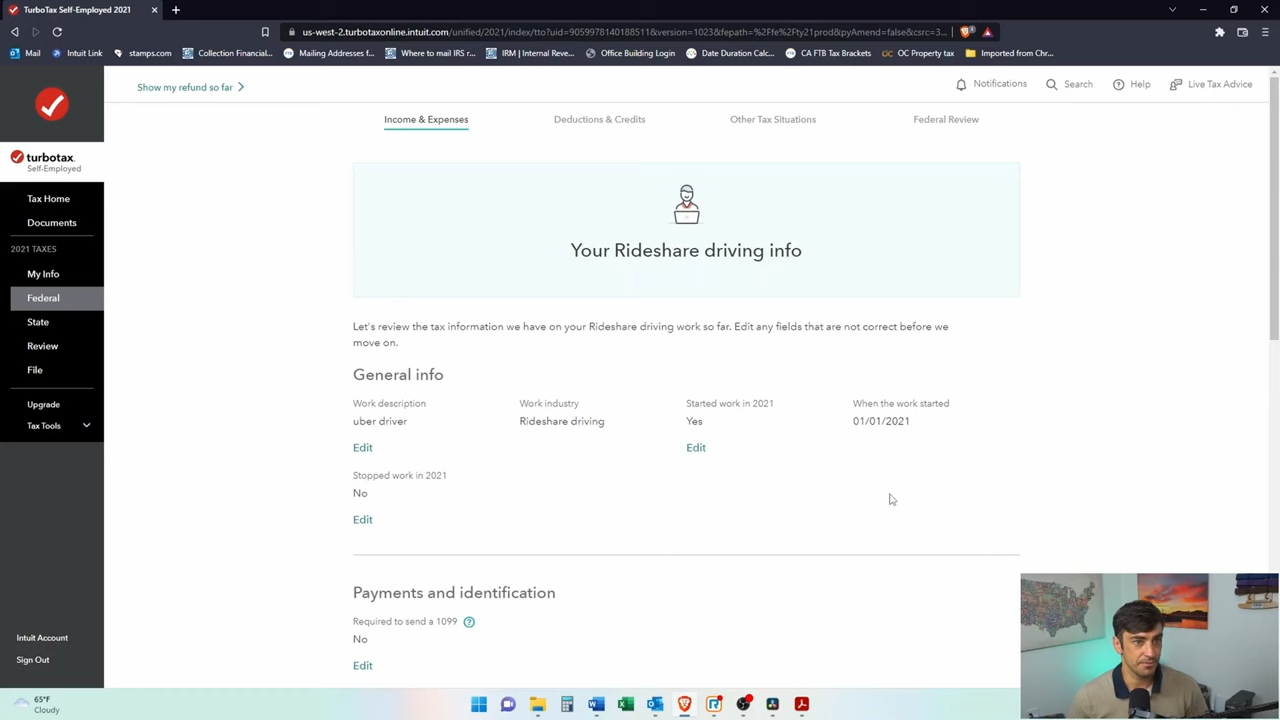 TurboTax Self-Employed 2021
us-west-2.turbotaxonline.intuit.com/unified/2021/index/tto?uid=9059978140188511&version=1023&fepath=%2Ffe%2Fty21prod&pyAmend=false&csrc=3...
Mail
Intuit Link
stamps.com
Collection Financial...
Mailing Addresses f...
Where to mail IRS r...
IRM | Internal Reve...
Office Building Login
Date Duration Calc...
CA FTB Tax Brackets
OC Property tax
Imported from Chr...
Show my refund so far
Notifications
Search
Help
Live Tax Advice
Income & Expenses
Deductions & Credits
Other Tax Situations
Federal Review
turbotax
Self-Employed
Tax Home
Documents
2021 TAXES
My Info
Federal
State
Review
File
Upgrade
Tax Tools
Intuit Account
Sign Out
Your Rideshare driving info
Let's review the tax information we have on your Rideshare driving work so far. Edit any fields that are not correct before we
move on.
General info
Work description
Work industry
Started work in 2021
When the work started
uber driver
Rideshare driving
Yes
01/01/2021
Edit
Edit
Stopped work in 2021
No
Edit
Payments and identification
Required to send a 1099
No
Edit
65°F
Cloudy